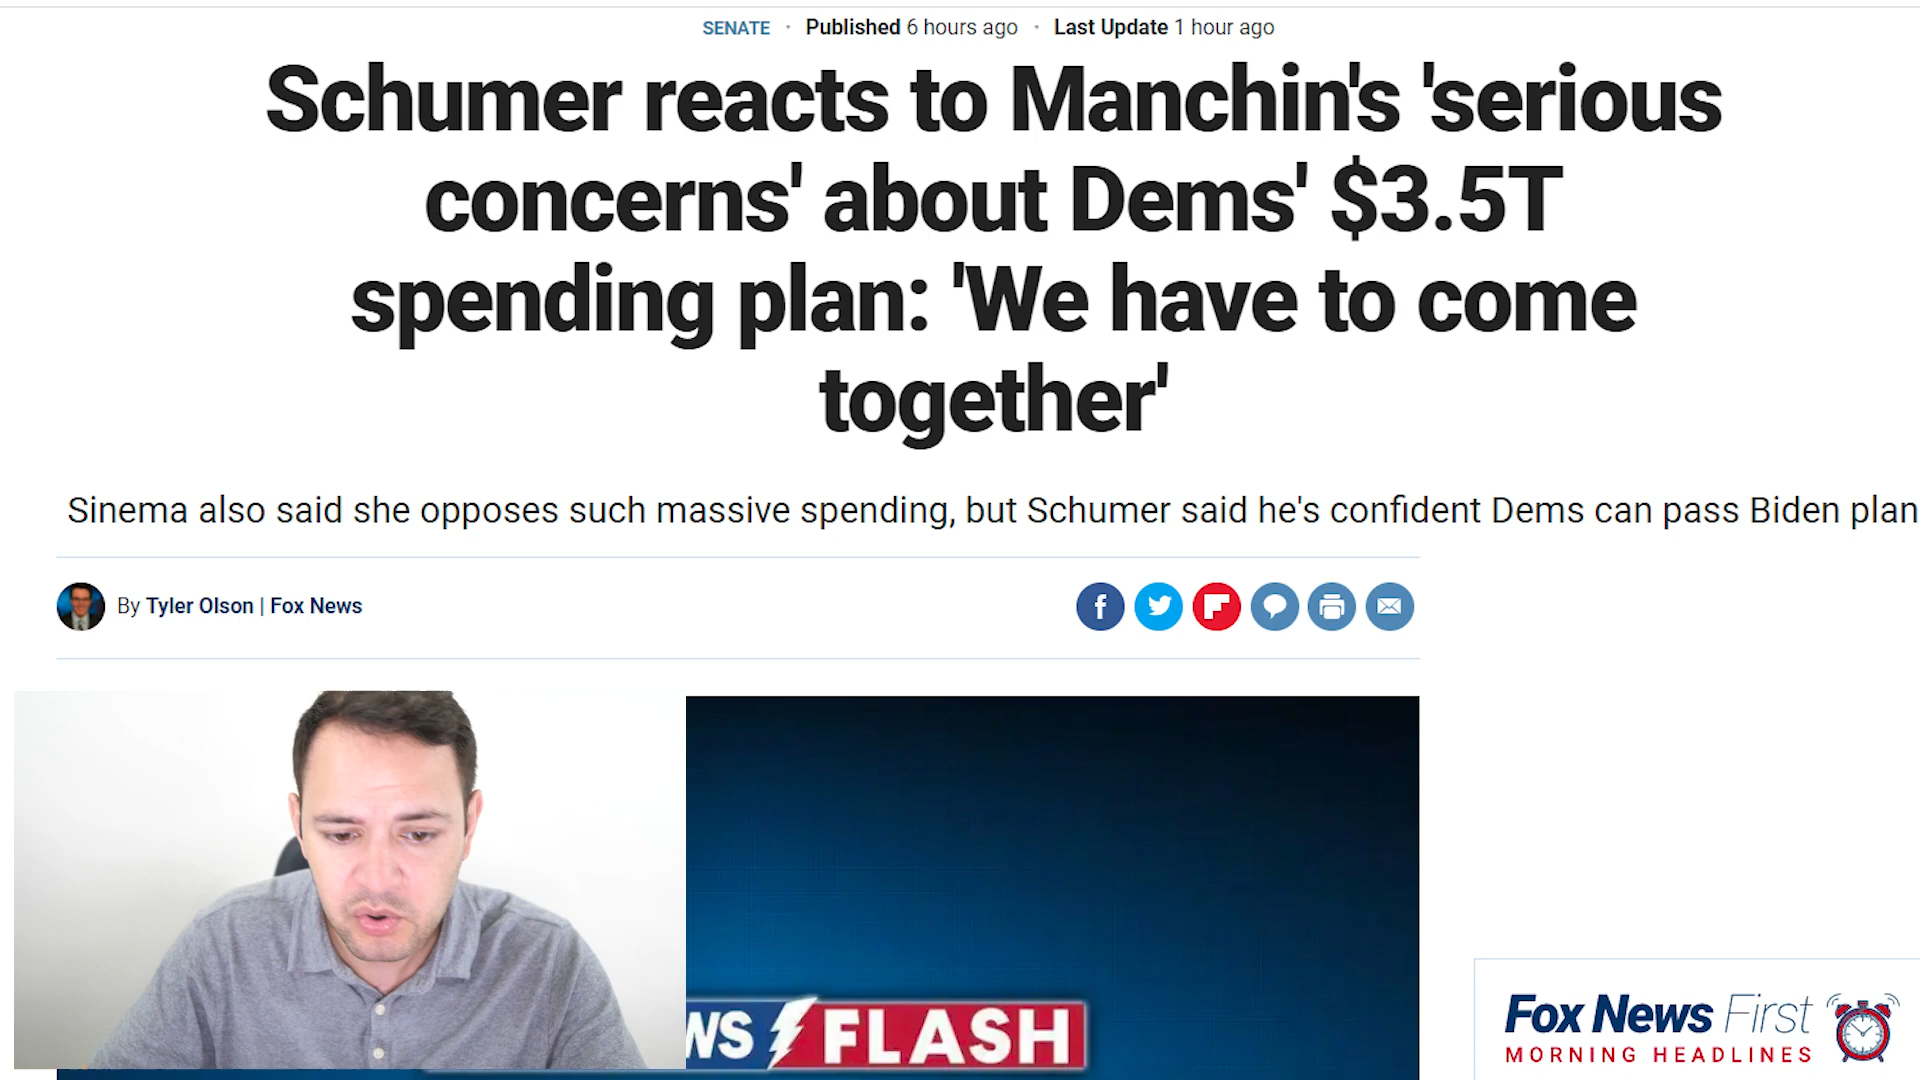 SENATE · Published 6 hours ago · Last Update 1 hour ago
Schumer reacts to Manchin's 'serious
concerns' about Dems' $3.5T
spending plan: 'We have to come
together'
Sinema also said she opposes such massive spending, but Schumer said he's confident Dems can pass Biden plan
By Tyler Olson | Fox News
WS FLASH
Fox News First
MORNING HEADLINES